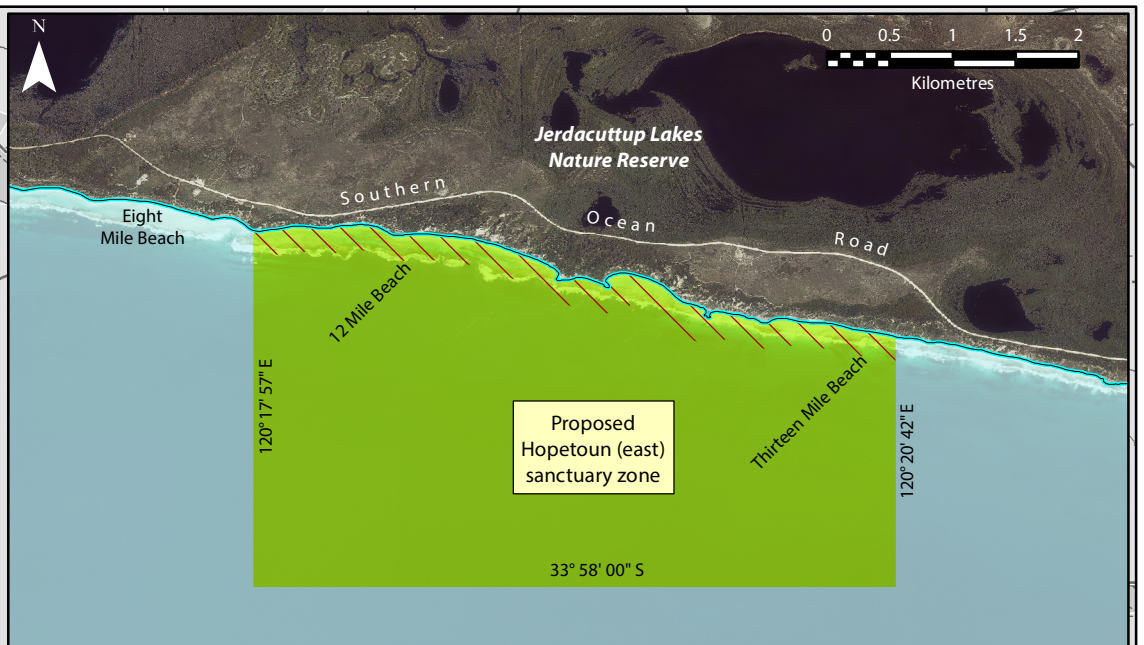 N
0 0.5 1 1.5 2
Kilometres
Jerdacuttup Lakes
Nature Reserve
Southern Ocean Road
Eight
Mile Beach
12 Mile Beach
Thirteen Mile Beach
120° 17' 57" E
120° 20' 42" E
Proposed
Hopetoun (east)
sanctuary zone
33° 58' 00" S